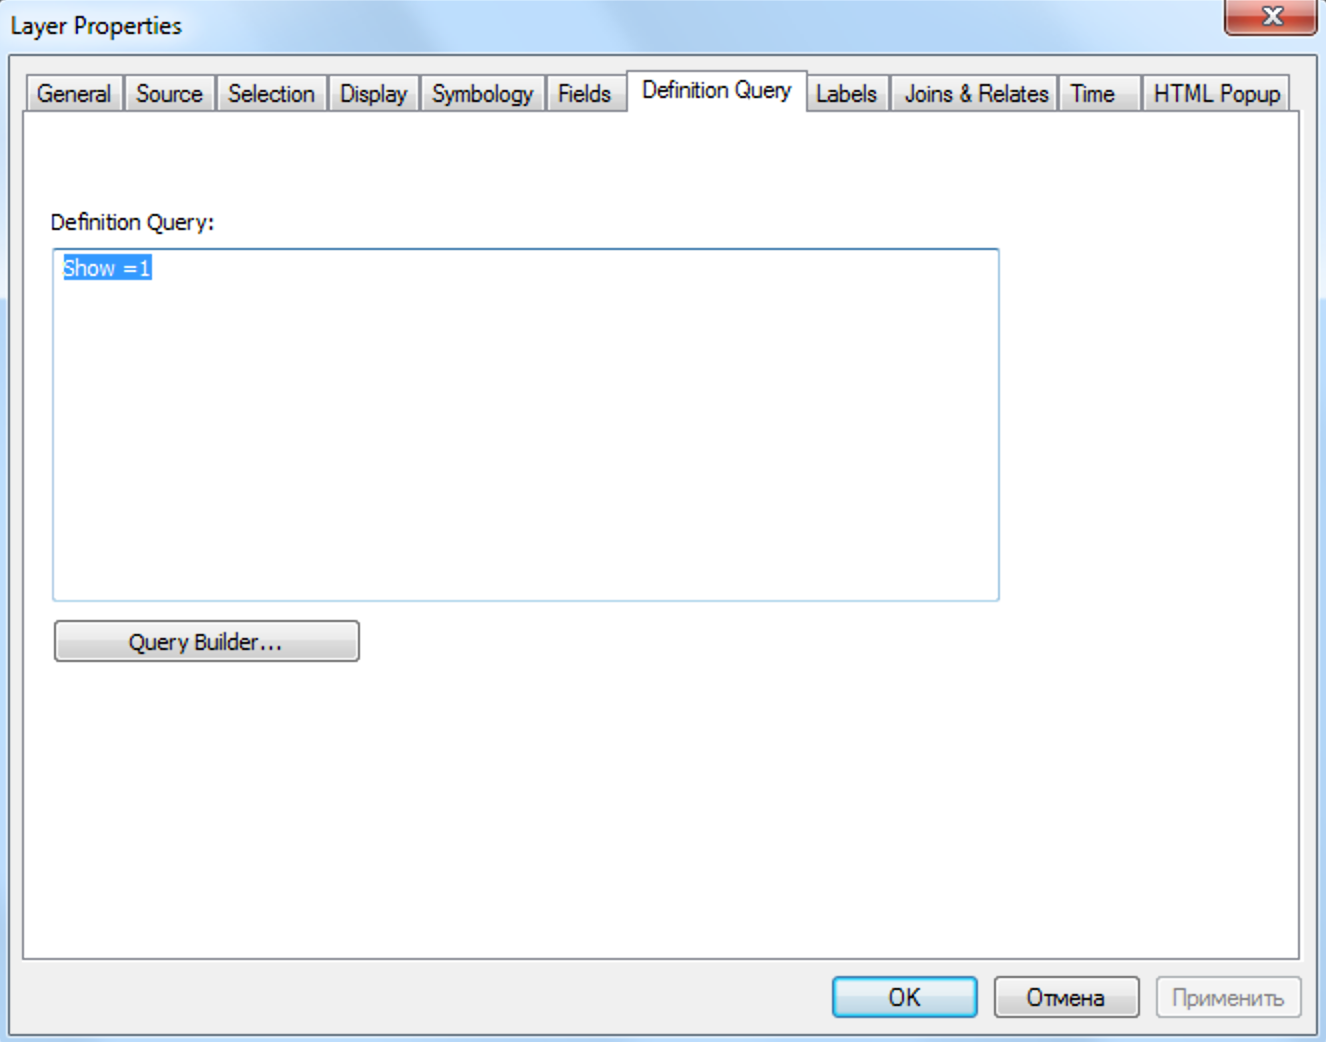 Layer Properties
General Source Selection Display Symbology Fields Definition Query Labels Joins & Relates Time HTML Popup
Definition Query:
Show =1
Query Builder...
OK Отмена Применить